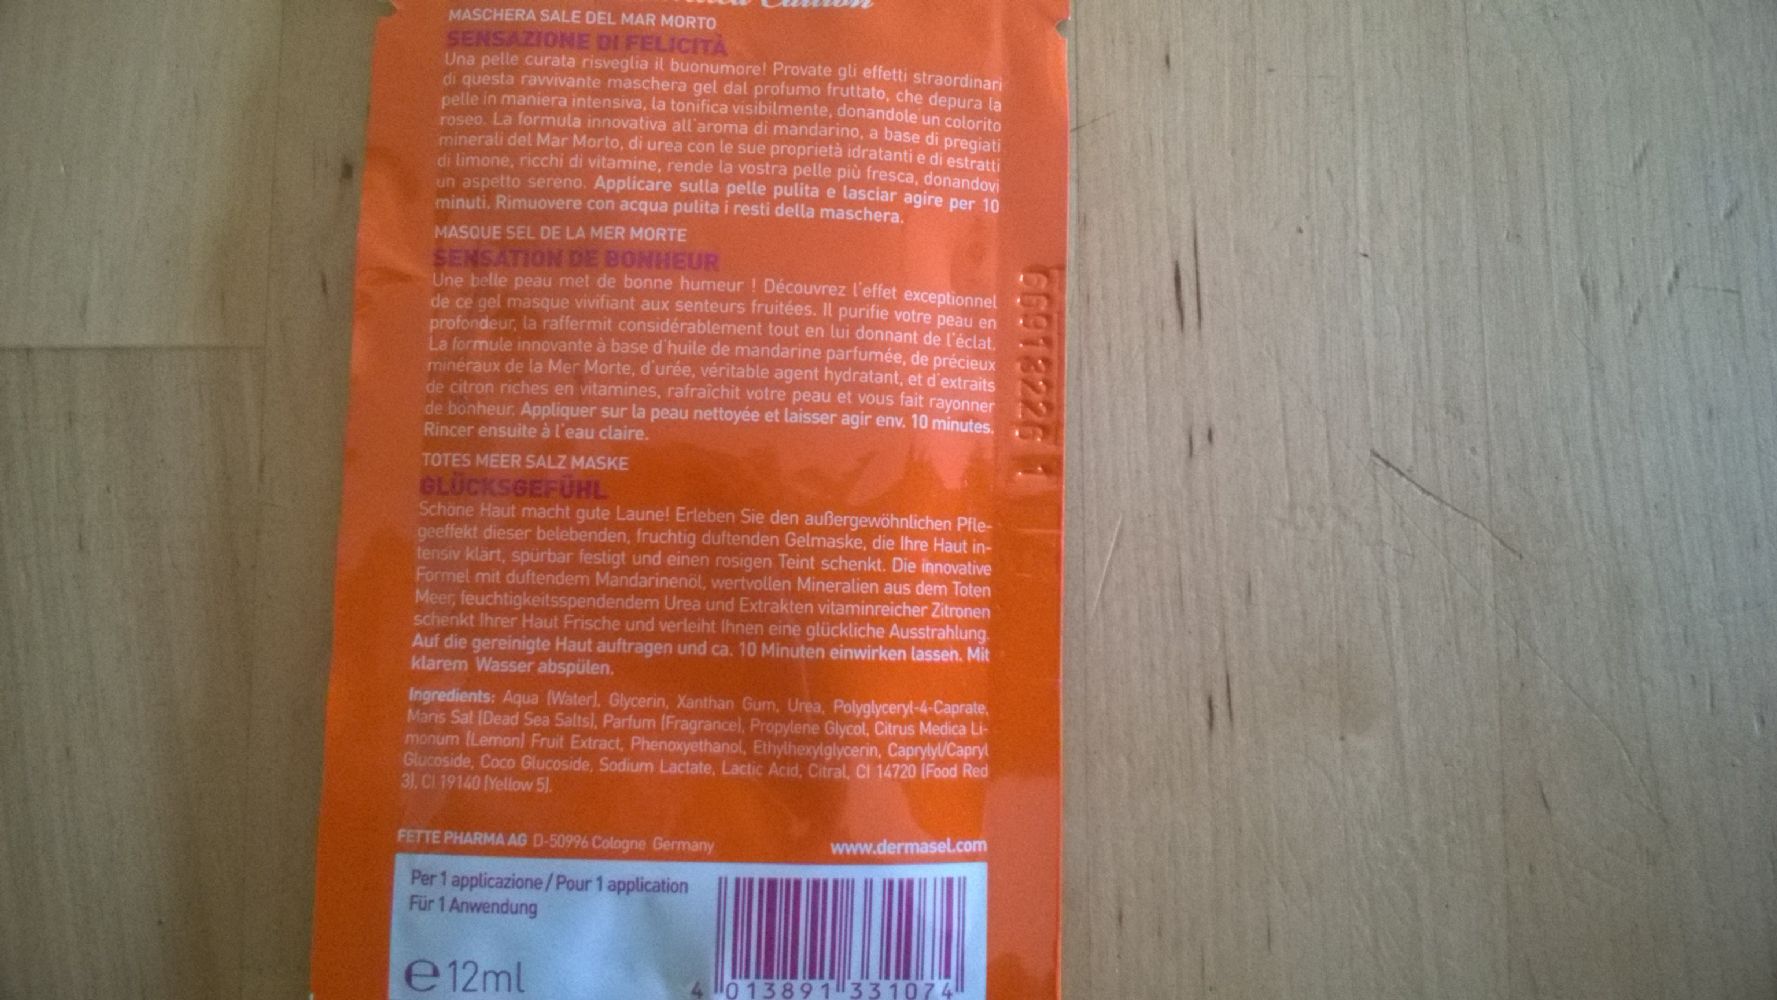 Edition
MASCHERA SALE DEL MAR MORTO
SENSAZIONE DI FELICITÀ
Una pelle curata risveglia il buonumore! Provate gli effetti straordinari
di questa ravvivante maschera gel dal profumo fruttato, che depura la
pelle in maniera intensiva, la tonifica visibilmente, donandole un colorito
roseo. La formula innovativa all'aroma di mandarino, a base di pregiati
minerali del Mar Morto, di urea con le sue proprietà idratanti e di estratti
di limone, ricchi di vitamine, rende la vostra pelle più fresca, donandovi
un aspetto sereno. Applicare sulla pelle pulita e lasciar agire per 10
minuti. Rimuovere con acqua pulita i resti della maschera.
MASQUE SEL DE LA MER MORTE
SENSATION DE BONHEUR
Une belle peau met de bonne humeur ! Découvrez l'effet exceptionnel
de ce gel masque vivifiant aux senteurs fruitées. Il purifie votre peau en
profondeur, la raffermit considérablement tout en lui donnant de l'éclat.
La formule innovante à base d'huile de mandarine parfumée, de précieux
minéraux de la Mer Morte, d'urée, véritable agent hydratant, et d'extraits
de citron riches en vitamines, rafraîchit votre peau et vous fait rayonner
de bonheur. Appliquer sur la peau nettoyée et laisser agir env. 10 minutes.
Rincer ensuite à l'eau claire.
TOTES MEER SALZ MASKE
GLÜCKSGEFÜHL
Schöne Haut macht gute Laune! Erleben Sie den außergewöhnlichen Pfle-
geeffekt dieser belebenden, fruchtig duftenden Gelmaske, die Ihre Haut in-
tensiv klärt, spürbar festigt und einen rosigen Teint schenkt. Die innovative
Formel mit duftendem Mandarinenöl, wertvollen Mineralien aus dem Toten
Meer, feuchtigkeitsspendendem Urea und Extrakten vitaminreicher Zitronen
schenkt Ihrer Haut Frische und verleiht Ihnen eine glückliche Ausstrahlung.
Auf die gereinigte Haut auftragen und ca. 10 Minuten einwirken lassen. Mit
klarem Wasser abspülen.
Ingredients: Aqua (Water), Glycerin, Xanthan Gum, Urea, Polyglyceryl-4-Caprate,
Maris Sal (Dead Sea Salts), Parfum (Fragrance), Propylene Glycol, Citrus Medica Li-
monum (Lemon) Fruit Extract, Phenoxyethanol, Ethylhexylglycerin, Caprylyl/Capryl
Glucoside, Coco Glucoside, Sodium Lactate, Lactic Acid, Citral, CI 14720 (Food Red
3), CI 19140 (Yellow 5).
FETTE PHARMA AG D-50996 Cologne Germany
www.dermasel.com
Per 1 applicazione / Pour 1 application
Für 1 Anwendung
e 12ml
4 013891 331074